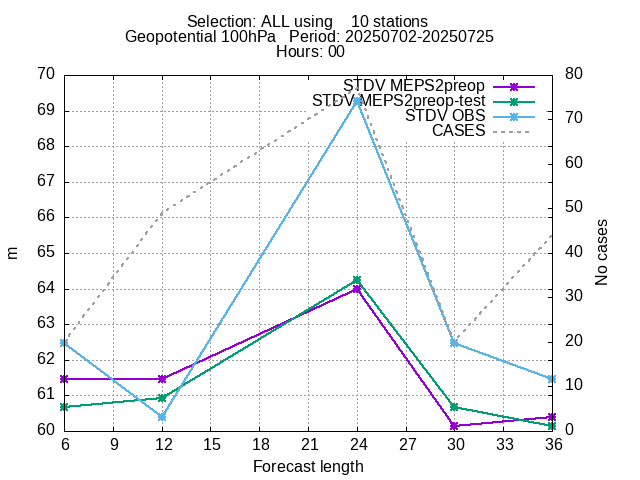 Selection: ALL using    10 stations
Geopotential 100hPa   Period: 20250702-20250725
Hours: 00
STDV MEPS2preop
STDV MEPS2preop-test
STDV OBS
CASES
70
69
68
67
66
65
64
63
62
61
60
m
80
70
60
50
40
30
20
10
0
No cases
6 9 12 15 18 21 24 27 30 33 36
Forecast length